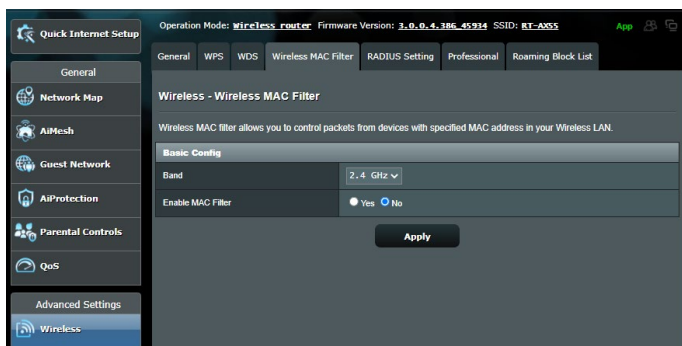 Quick Internet Setup
General
Network Map
AiMesh
Guest Network
AiProtection
Parental Controls
QoS
Advanced Settings
Wireless
Operation Mode: Wireless router Firmware Version: 3.0.0.4.386_45934 SSID: RT-AX55 App
General WPS WDS Wireless MAC Filter RADIUS Setting Professional Roaming Block List
Wireless - Wireless MAC Filter
Wireless MAC filter allows you to control packets from devices with specified MAC address in your Wireless LAN.
Basic Config
Band 2.4 GHz
Enable MAC Filter Yes No
Apply